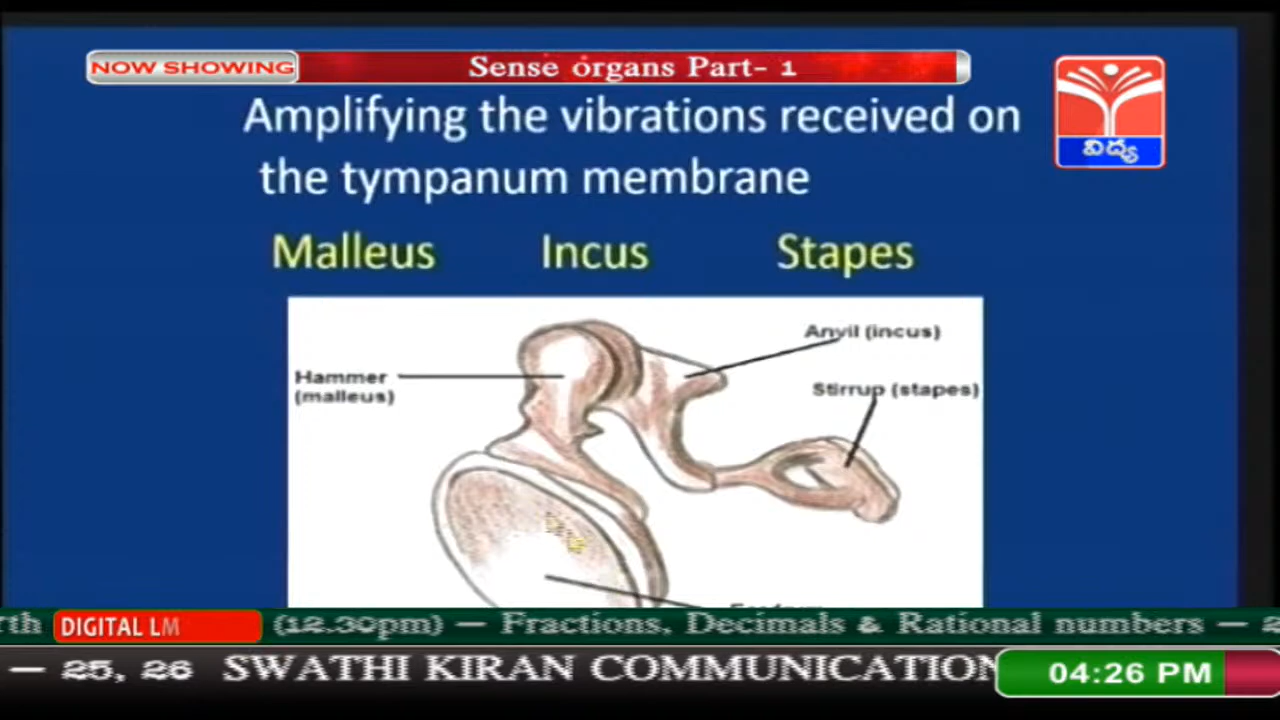 NOW SHOWING
Sense organs Part- 1
విద్య
Amplifying the vibrations received on
the tympanum membrane
Malleus Incus Stapes
Anyil (incus)
Hammer
(malleus)
Stirrup (stapes)
rth DIGITAL LM (12.30pm) – Fractions, Decimals & Rational numbers –
– 25, 26 SWATHI KIRAN COMMUNICATION
04:26 PM